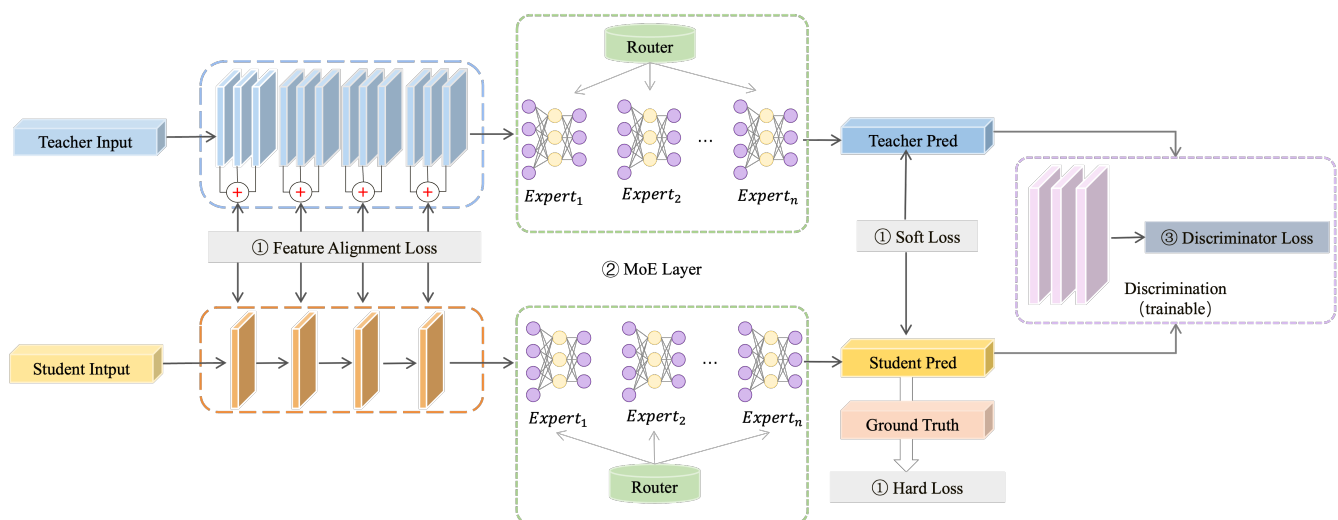 Router
Teacher Input
Expert₁
Expert₂
...
Expertₙ
Teacher Pred
① Feature Alignment Loss
① Soft Loss
③ Discriminator Loss
② MoE Layer
Discrimination
(trainable)
Student Intput
Expert₁
Expert₂
...
Expertₙ
Student Pred
Ground Truth
Router
① Hard Loss